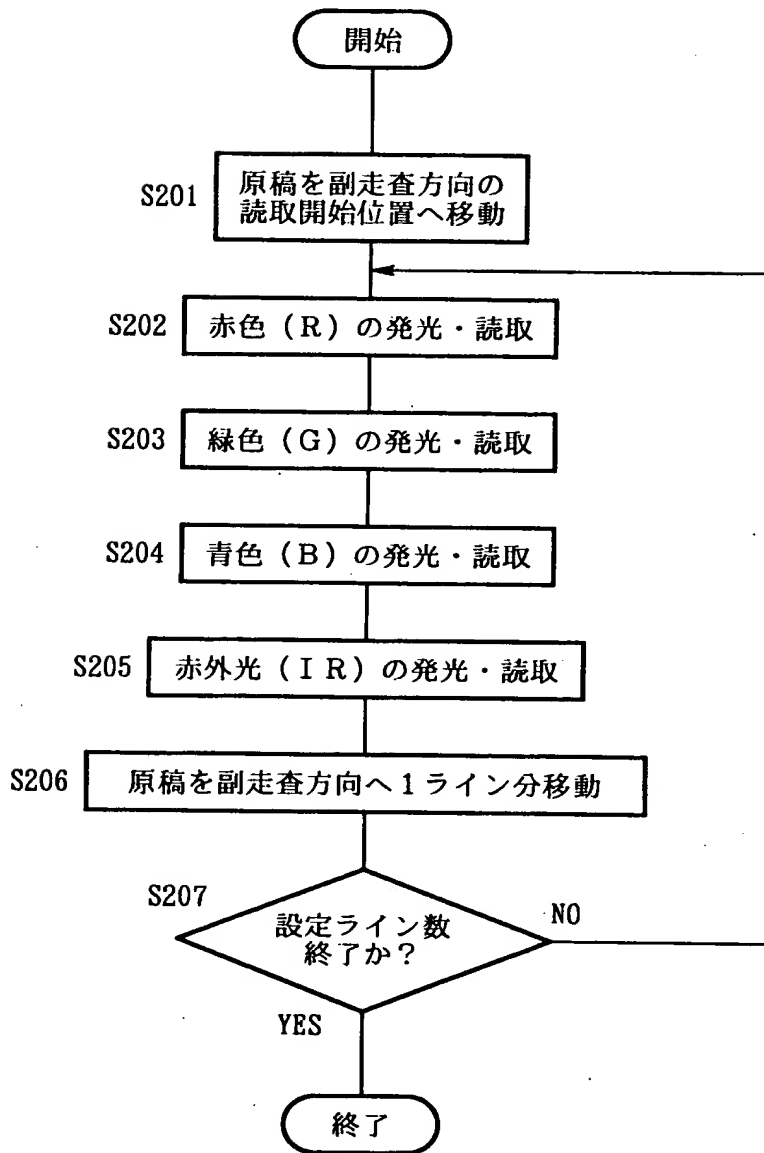 開始
S201
原稿を副走査方向の
読取開始位置へ移動
S202
赤色（R）の発光・読取
S203
緑色（G）の発光・読取
S204
青色（B）の発光・読取
S205
赤外光（IR）の発光・読取
S206
原稿を副走査方向へ1ライン分移動
S207
設定ライン数
終了か？
NO
YES
終了